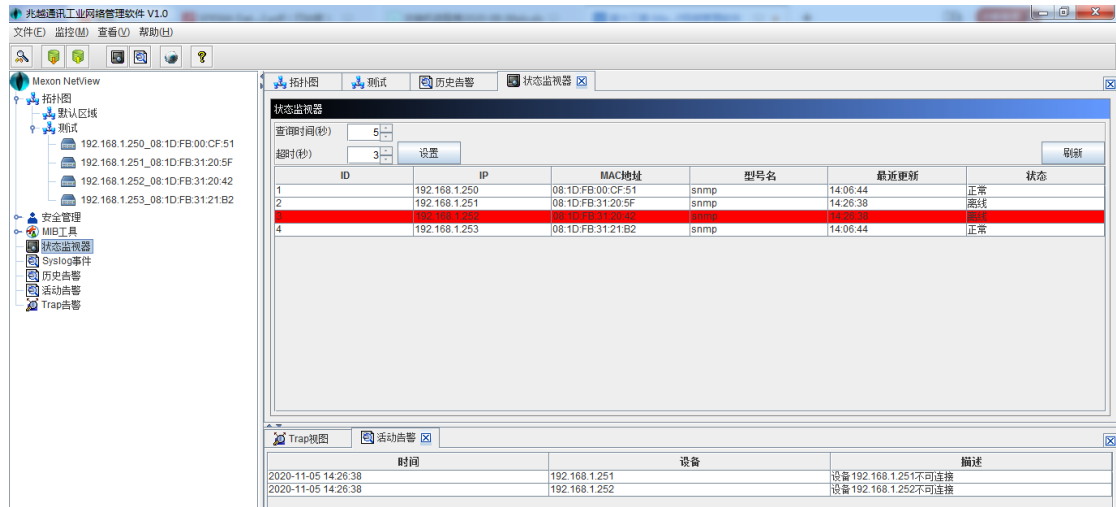 兆越通讯工业网络管理软件 V1.0
文件(E) 监控(M) 查看(V) 帮助(H)
Mexon NetView
拓扑图
默认区域
测试
192.168.1.250_08:1D:FB:00:CF:51
192.168.1.251_08:1D:FB:31:20:5F
192.168.1.252_08:1D:FB:31:20:42
192.168.1.253_08:1D:FB:31:21:B2
安全管理
MIB工具
状态监视器
Syslog事件
历史告警
活动告警
Trap告警
拓扑图 测试 历史告警 状态监视器
状态监视器
查询时间(秒) 5
超时(秒) 3 设置 刷新
ID IP MAC地址 型号名 最近更新 状态
1 192.168.1.250 08:1D:FB:00:CF:51 snmp 14:06:44 正常
2 192.168.1.251 08:1D:FB:31:20:5F snmp 14:26:38 离线
3 192.168.1.252 08:1D:FB:31:20:42 snmp 14:26:38 离线
4 192.168.1.253 08:1D:FB:31:21:B2 snmp 14:06:44 正常
Trap视图 活动告警
时间 设备 描述
2020-11-05 14:26:38 192.168.1.251 设备192.168.1.251不可连接
2020-11-05 14:26:38 192.168.1.252 设备192.168.1.252不可连接